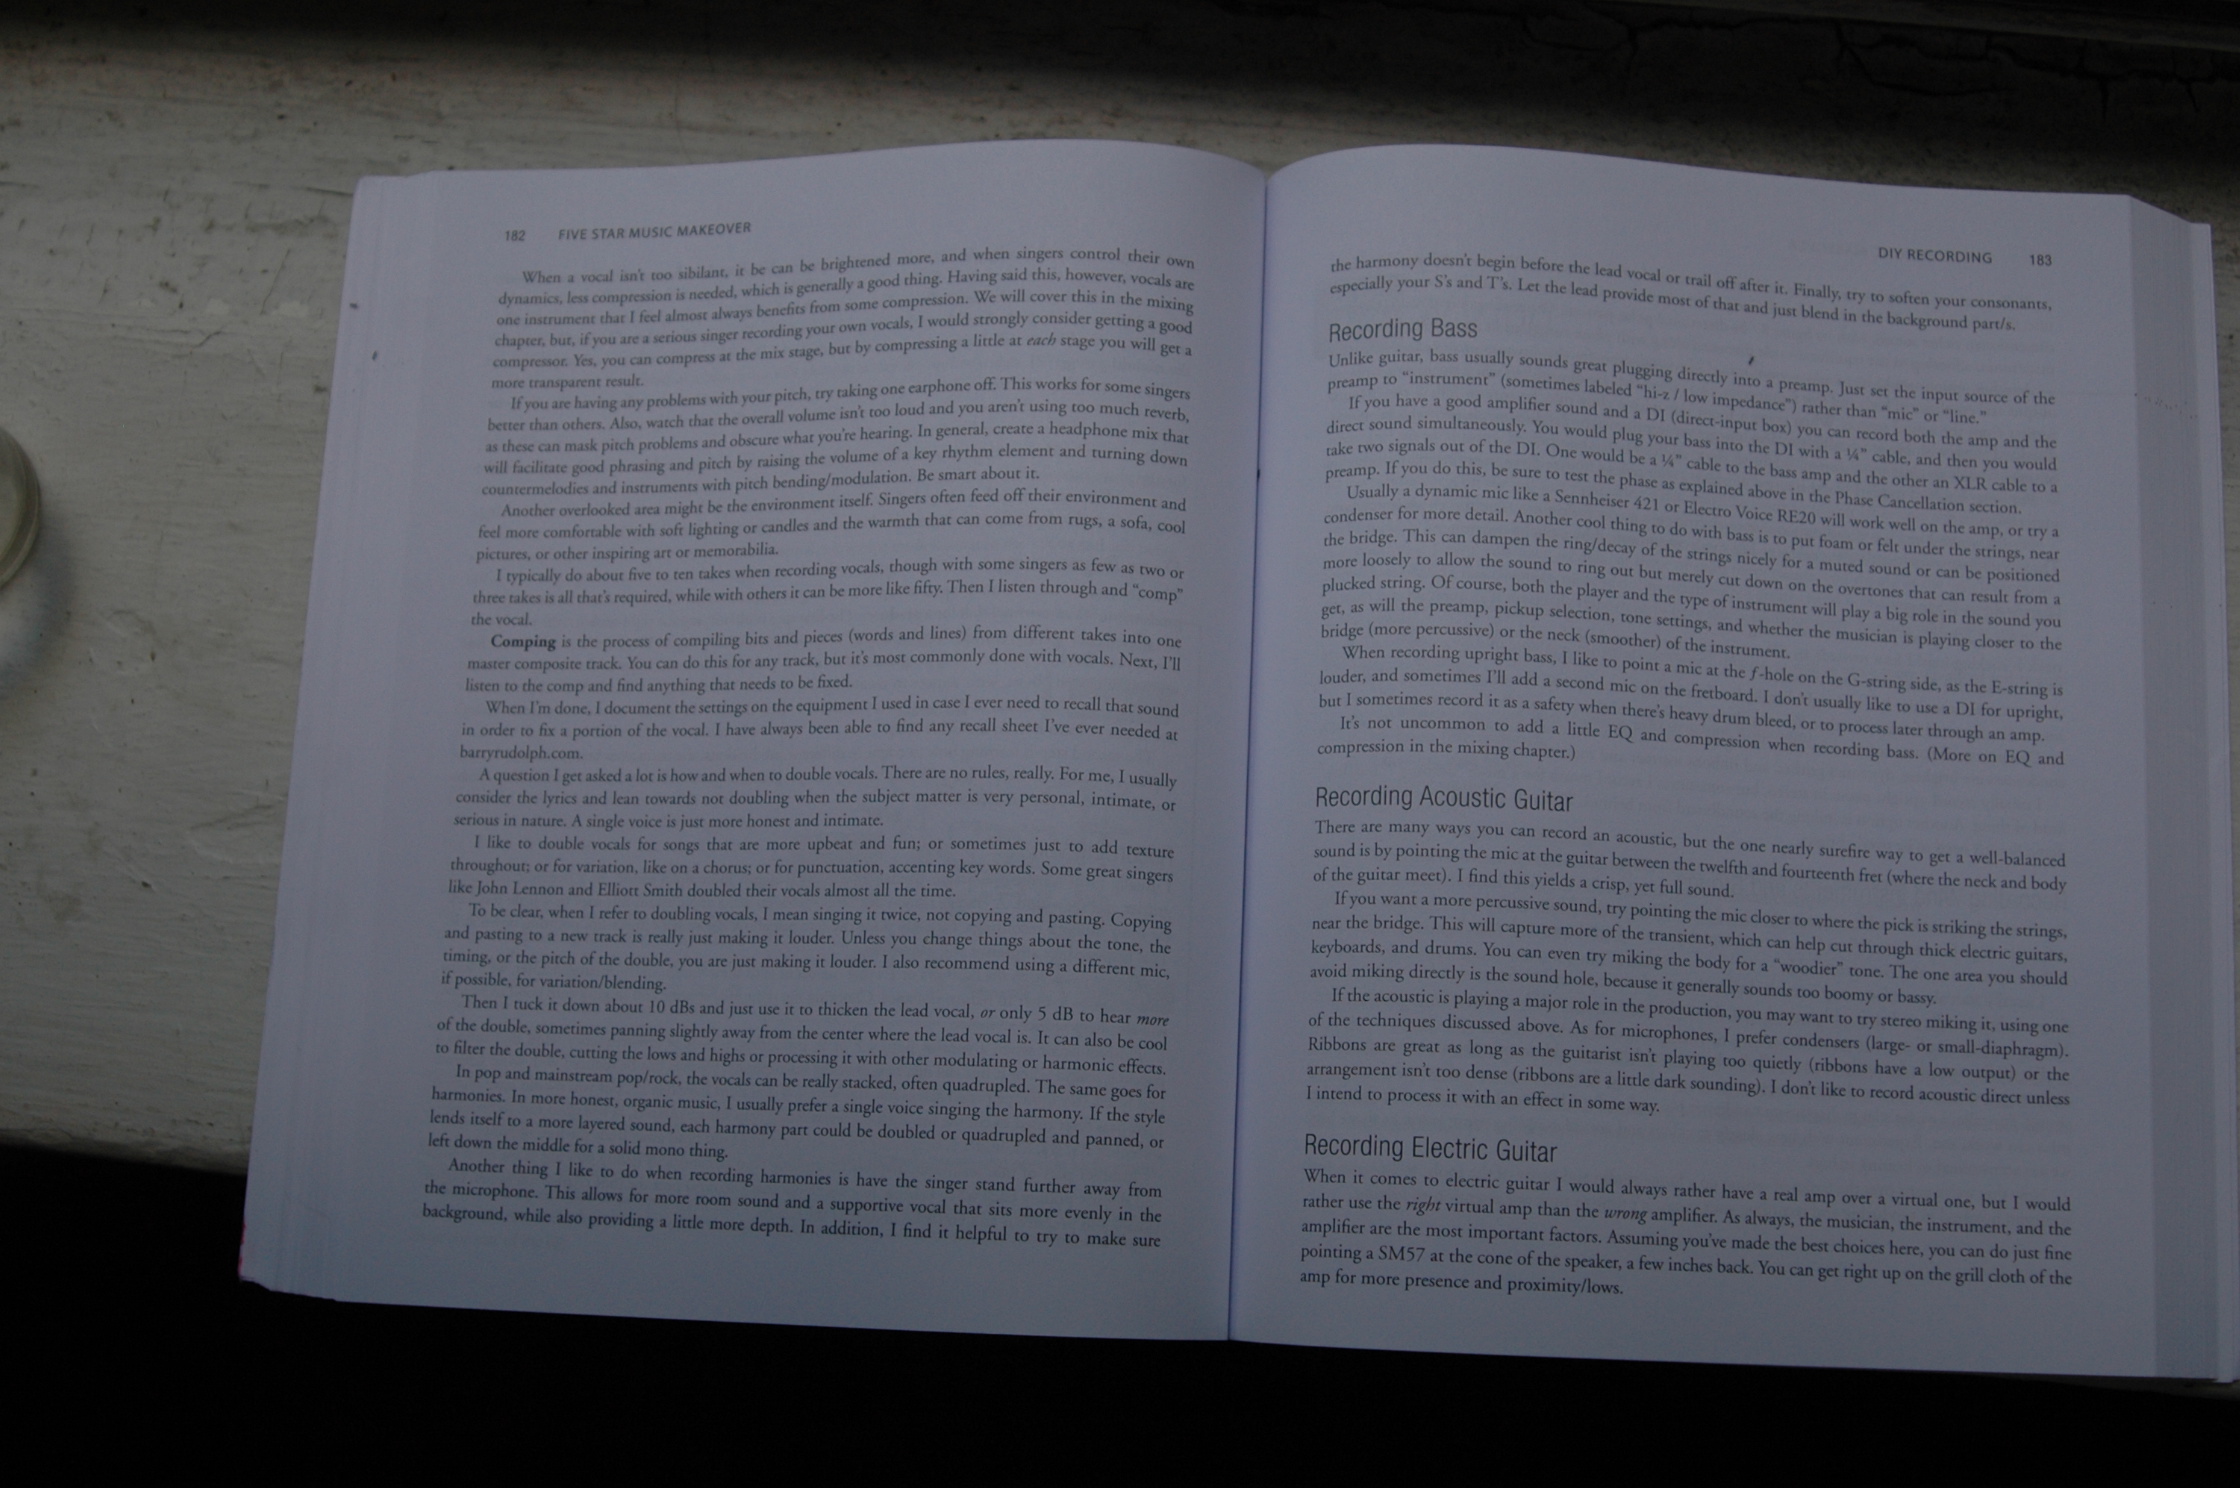 182 FIVE STAR MUSIC MAKEOVER
When a vocal isn't too sibilant, it be can be brightened more, and when singers control their own
dynamics, less compression is needed, which is generally a good thing. Having said this, however, vocals are
one instrument that I feel almost always benefits from some compression. We will cover this in the mixing
chapter, but, if you are a serious singer recording your own vocals, I would strongly consider getting a good
compressor. Yes, you can compress at the mix stage, but by compressing a little at each stage you will get a
more transparent result.
If you are having any problems with your pitch, try taking one earphone off. This works for some singers
better than others. Also, watch that the overall volume isn't too loud and you aren't using too much reverb,
as these can mask pitch problems and obscure what you're hearing. In general, create a headphone mix that
will facilitate good phrasing and pitch by raising the volume of a key rhythm element and turning down
countermelodies and instruments with pitch bending/modulation. Be smart about it.
Another overlooked area might be the environment itself. Singers often feed off their environment and
feel more comfortable with soft lighting or candles and the warmth that can come from rugs, a sofa, cool
pictures, or other inspiring art or memorabilia.
I typically do about five to ten takes when recording vocals, though with some singers as few as two or
three takes is all that's required, while with others it can be more like fifty. Then I listen through and "comp"
the vocal.
Comping is the process of compiling bits and pieces (words and lines) from different takes into one
master composite track. You can do this for any track, but it's most commonly done with vocals. Next, I'll
listen to the comp and find anything that needs to be fixed.
When I'm done, I document the settings on the equipment I used in case I ever need to recall that sound
in order to fix a portion of the vocal. I have always been able to find any recall sheet I've ever needed at
barryrudolph.com.
A question I get asked a lot is how and when to double vocals. There are no rules, really. For me, I usually
consider the lyrics and lean towards not doubling when the subject matter is very personal, intimate, or
serious in nature. A single voice is just more honest and intimate.
I like to double vocals for songs that are more upbeat and fun; or sometimes just to add texture
throughout; or for variation, like on a chorus; or for punctuation, accenting key words. Some great singers
like John Lennon and Elliott Smith doubled their vocals almost all the time.
To be clear, when I refer to doubling vocals, I mean singing it twice, not copying and pasting. Copying
and pasting to a new track is really just making it louder. Unless you change things about the tone, the
timing, or the pitch of the double, you are just making it louder. I also recommend using a different mic,
if possible, for variation/blending.
Then I tuck it down about 10 dBs and just use it to thicken the lead vocal, or only 5 dB to hear more
of the double, sometimes panning slightly away from the center where the lead vocal is. It can also be cool
to filter the double, cutting the lows and highs or processing it with other modulating or harmonic effects.
In pop and mainstream pop/rock, the vocals can be really stacked, often quadrupled. The same goes for
harmonies. In more honest, organic music, I usually prefer a single voice singing the harmony. If the style
lends itself to a more layered sound, each harmony part could be doubled or quadrupled and panned, or
left down the middle for a solid mono thing.
Another thing I like to do when recording harmonies is have the singer stand further away from
the microphone. This allows for more room sound and a supportive vocal that sits more evenly in the
background, while also providing a little more depth. In addition, I find it helpful to try to make sure
DIY RECORDING 183
the harmony doesn't begin before the lead vocal or trail off after it. Finally, try to soften your consonants,
especially your S's and T's. Let the lead provide most of that and just blend in the background part/s.
Recording Bass
Unlike guitar, bass usually sounds great plugging directly into a preamp. Just set the input source of the
preamp to "instrument" (sometimes labeled "hi-z / low impedance") rather than "mic" or "line."
If you have a good amplifier sound and a DI (direct-input box) you can record both the amp and the
direct sound simultaneously. You would plug your bass into the DI with a ¼" cable, and then you would
take two signals out of the DI. One would be a ¼" cable to the bass amp and the other an XLR cable to a
preamp. If you do this, be sure to test the phase as explained above in the Phase Cancellation section.
Usually a dynamic mic like a Sennheiser 421 or Electro Voice RE20 will work well on the amp, or try a
condenser for more detail. Another cool thing to do with bass is to put foam or felt under the strings, near
the bridge. This can dampen the ring/decay of the strings nicely for a muted sound or can be positioned
more loosely to allow the sound to ring out but merely cut down on the overtones that can result from a
plucked string. Of course, both the player and the type of instrument will play a big role in the sound you
get, as will the preamp, pickup selection, tone settings, and whether the musician is playing closer to the
bridge (more percussive) or the neck (smoother) of the instrument.
When recording upright bass, I like to point a mic at the f-hole on the G-string side, as the E-string is
louder, and sometimes I'll add a second mic on the fretboard. I don't usually like to use a DI for upright,
but I sometimes record it as a safety when there's heavy drum bleed, or to process later through an amp.
It's not uncommon to add a little EQ and compression when recording bass. (More on EQ and
compression in the mixing chapter.)
Recording Acoustic Guitar
There are many ways you can record an acoustic, but the one nearly surefire way to get a well-balanced
sound is by pointing the mic at the guitar between the twelfth and fourteenth fret (where the neck and body
of the guitar meet). I find this yields a crisp, yet full sound.
If you want a more percussive sound, try pointing the mic closer to where the pick is striking the strings,
near the bridge. This will capture more of the transient, which can help cut through thick electric guitars,
keyboards, and drums. You can even try miking the body for a "woodier" tone. The one area you should
avoid miking directly is the sound hole, because it generally sounds too boomy or bassy.
If the acoustic is playing a major role in the production, you may want to try stereo miking it, using one
of the techniques discussed above. As for microphones, I prefer condensers (large- or small-diaphragm).
Ribbons are great as long as the guitarist isn't playing too quietly (ribbons have a low output) or the
arrangement isn't too dense (ribbons are a little dark sounding). I don't like to record acoustic direct unless
I intend to process it with an effect in some way.
Recording Electric Guitar
When it comes to electric guitar I would always rather have a real amp over a virtual one, but I would
rather use the right virtual amp than the wrong amplifier. As always, the musician, the instrument, and the
amplifier are the most important factors. Assuming you've made the best choices here, you can do just fine
pointing a SM57 at the cone of the speaker, a few inches back. You can get right up on the grill cloth of the
amp for more presence and proximity/lows.